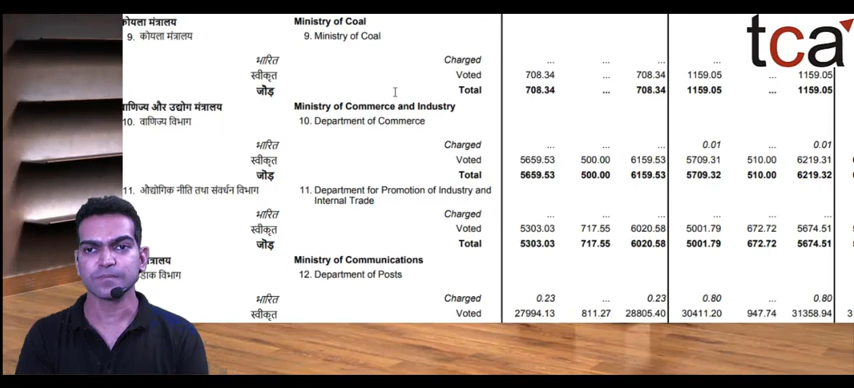 tca
कोयला मंत्रालय Ministry of Coal
9. कोयला मंत्रालय 9. Ministry of Coal
भारित Charged ... ... ... ...
स्वीकृत Voted 708.34 ... 708.34 1159.05 ... 1159.05
जोड़ Total 708.34 ... 708.34 1159.05 ... 1159.05
वाणिज्य और उद्योग मंत्रालय Ministry of Commerce and Industry
10. वाणिज्य विभाग 10. Department of Commerce
भारित Charged ... ... ... 0.01 ... 0.01
स्वीकृत Voted 5659.53 500.00 6159.53 5709.31 510.00 6219.31
जोड़ Total 5659.53 500.00 6159.53 5709.32 510.00 6219.32
11. औद्योगिक नीति तथा संवर्धन विभाग 11. Department for Promotion of Industry and
Internal Trade
भारित Charged ... ... ... ... ... ...
स्वीकृत Voted 5303.03 717.55 6020.58 5001.79 672.72 5674.51
जोड़ Total 5303.03 717.55 6020.58 5001.79 672.72 5674.51
Ministry of Communications
डाक विभाग 12. Department of Posts
भारित Charged 0.23 ... 0.23 0.80 ... 0.80
स्वीकृत Voted 27994.13 811.27 28805.40 30411.20 947.74 31358.94